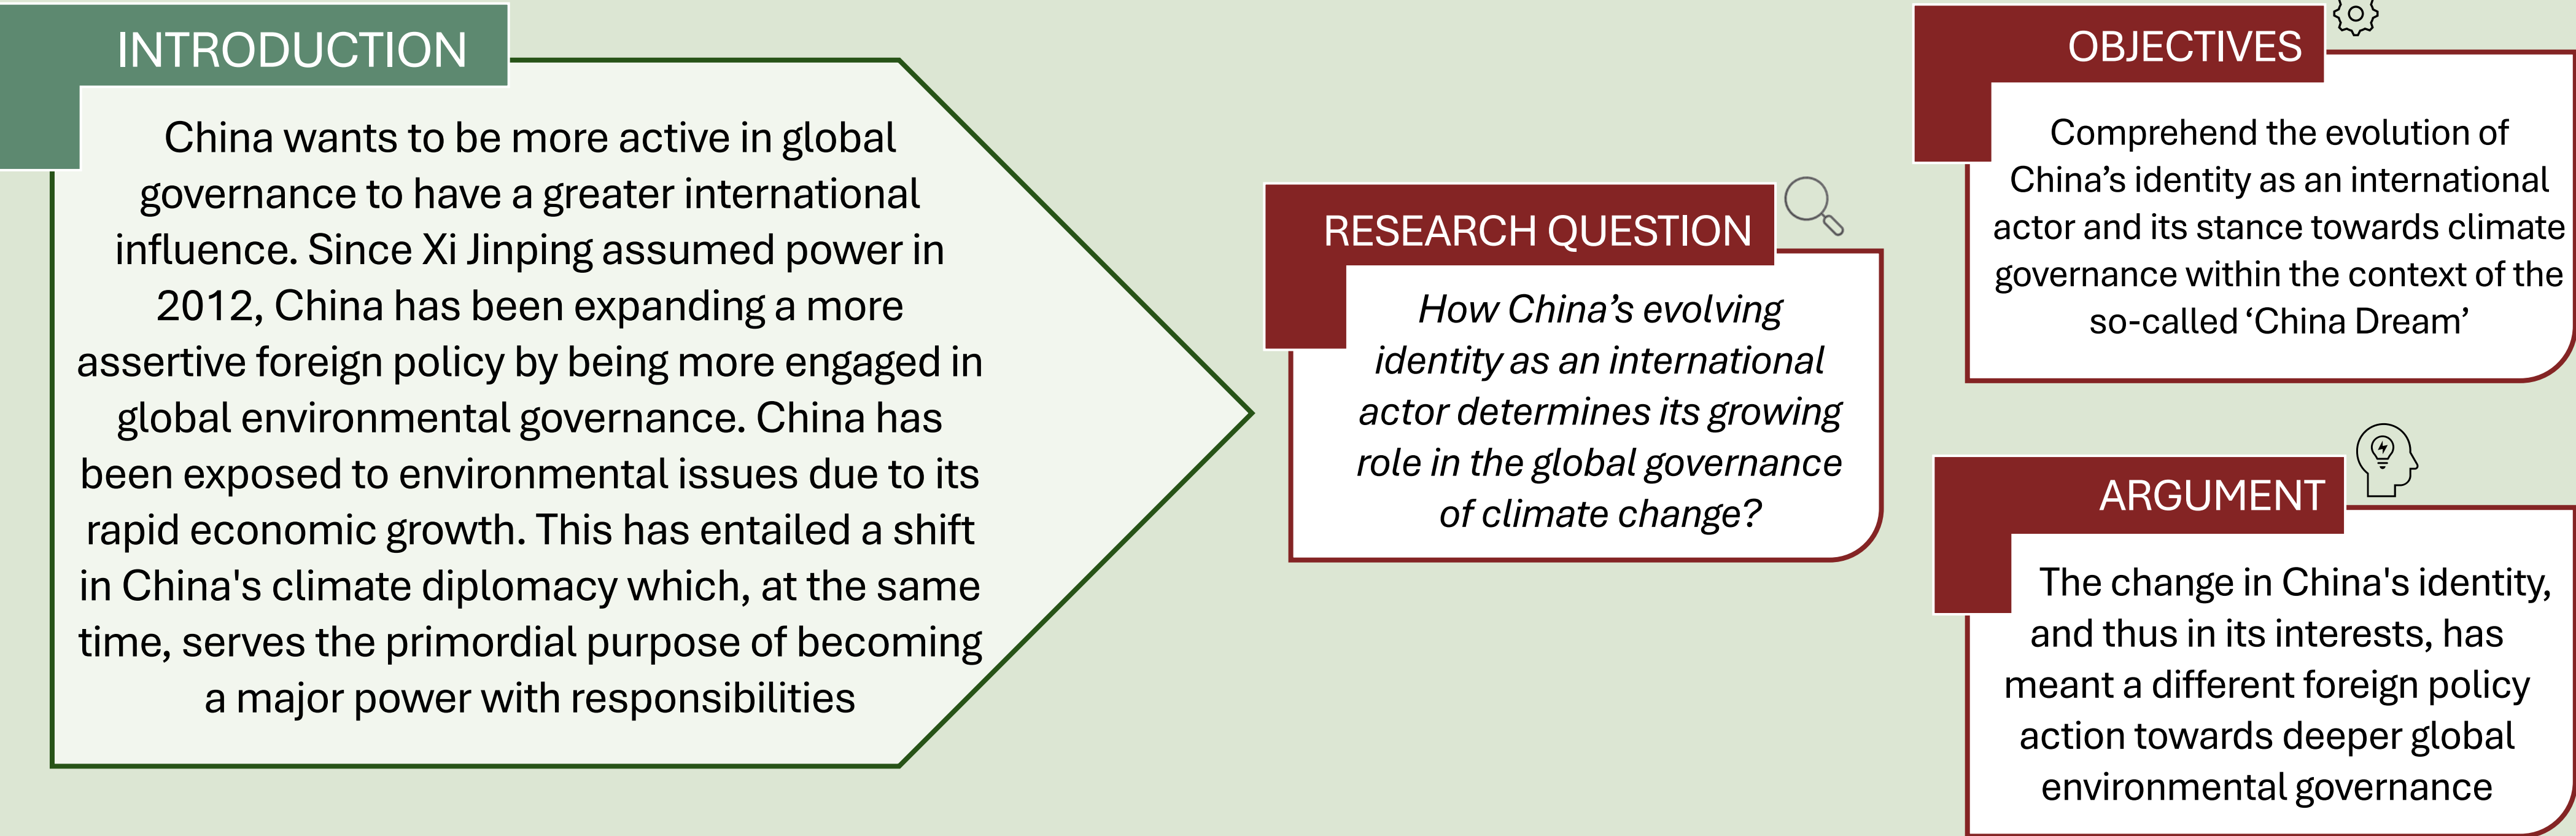 INTRODUCTION
China wants to be more active in global
governance to have a greater international
influence. Since Xi Jinping assumed power in
2012, China has been expanding a more
assertive foreign policy by being more engaged in
global environmental governance. China has
been exposed to environmental issues due to its
rapid economic growth. This has entailed a shift
in China's climate diplomacy which, at the same
time, serves the primordial purpose of becoming
a major power with responsibilities
RESEARCH QUESTION
How China’s evolving
identity as an international
actor determines its growing
role in the global governance
of climate change?
OBJECTIVES
Comprehend the evolution of
China’s identity as an international
actor and its stance towards climate
governance within the context of the
so-called ‘China Dream’
ARGUMENT
The change in China's identity,
and thus in its interests, has
meant a different foreign policy
action towards deeper global
environmental governance